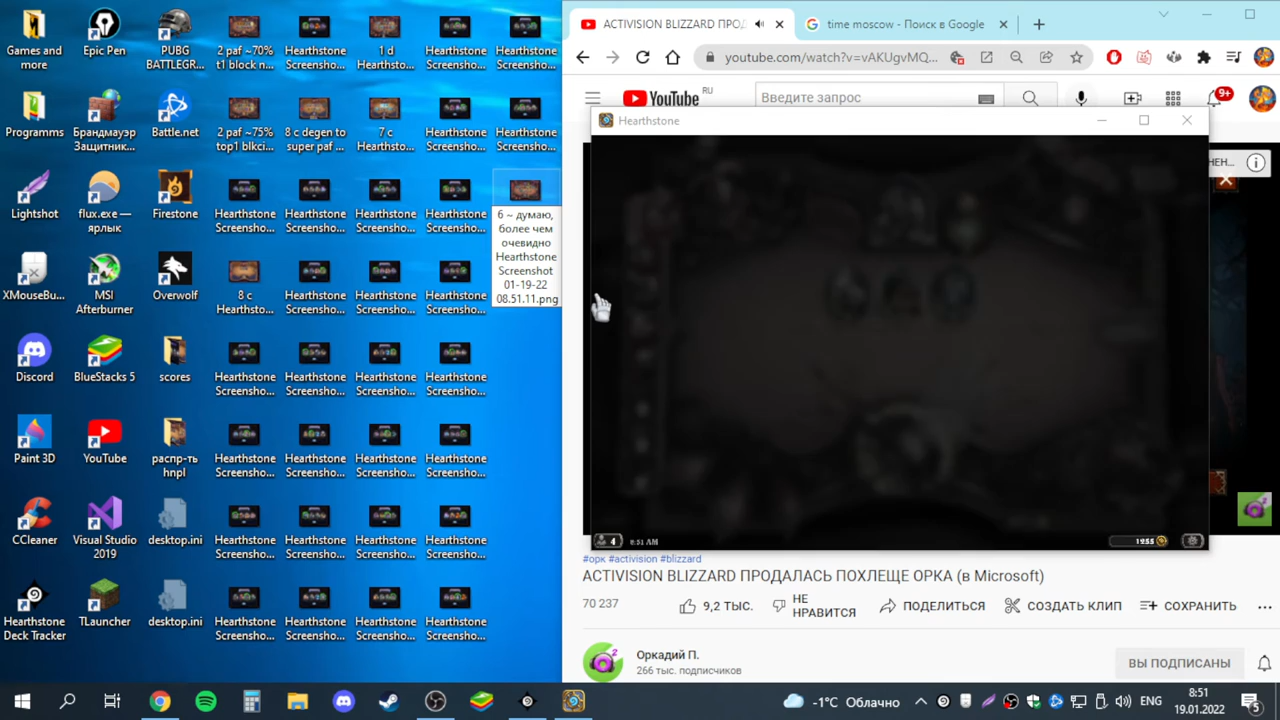 Games and
more
Epic Pen
PUBG
BATTLEGR...
2 paf ~70%
t1 block n...
Hearthstone
Screensho...
1 d
Hearthsto...
Hearthstone
Screensho...
Hearthstone
Screensho...
Programms
Брандмауэр
Защитник...
Battle.net
2 paf ~75%
top1 blkci...
8 c degen to
super paf ...
7 c
Hearthsto...
Hearthstone
Screensho...
Hearthstone
Screensho...
Lightshot
flux.exe —
ярлык
Firestone
Hearthstone
Screensho...
Hearthstone
Screensho...
Hearthstone
Screensho...
Hearthstone
Screensho...
6 ~ думаю,
более чем
очевидно
Hearthstone
Screenshot
01-19-22
08.51.11.png
XMouseBu...
MSI
Afterburner
Overwolf
8 c
Hearthsto...
Hearthstone
Screensho...
Hearthstone
Screensho...
Hearthstone
Screensho...
Discord
BlueStacks 5
scores
Hearthstone
Screensho...
Hearthstone
Screensho...
Hearthstone
Screensho...
Hearthstone
Screensho...
Paint 3D
YouTube
распр-ть
hnpl
Hearthstone
Screensho...
Hearthstone
Screensho...
Hearthstone
Screensho...
Hearthstone
Screensho...
CCleaner
Visual Studio
2019
desktop.ini
Hearthstone
Screensho...
Hearthstone
Screensho...
Hearthstone
Screensho...
Hearthstone
Screensho...
Hearthstone
Deck Tracker
TLauncher
desktop.ini
Hearthstone
Screensho...
Hearthstone
Screensho...
Hearthstone
Screensho...
Hearthstone
Screensho...
ACTIVISION BLIZZARD ПРОД
time moscow - Поиск в Google
youtube.com/watch?v=vAKUgvMQ...
YouTube RU
Введите запрос
9+
Hearthstone
НЕН...
4
8:51 AM
1255
#орк #activision #blizzard
ACTIVISION BLIZZARD ПРОДАЛАСЬ ПОХЛЕЩЕ ОРКА (в Microsoft)
70 237
9,2 ТЫС.
НЕ
НРАВИТСЯ
ПОДЕЛИТЬСЯ
СОЗДАТЬ КЛИП
СОХРАНИТЬ
Оркадий П.
266 тыс. подписчиков
ВЫ ПОДПИСАНЫ
-1°C Облачно
ENG
8:51
19.01.2022
5